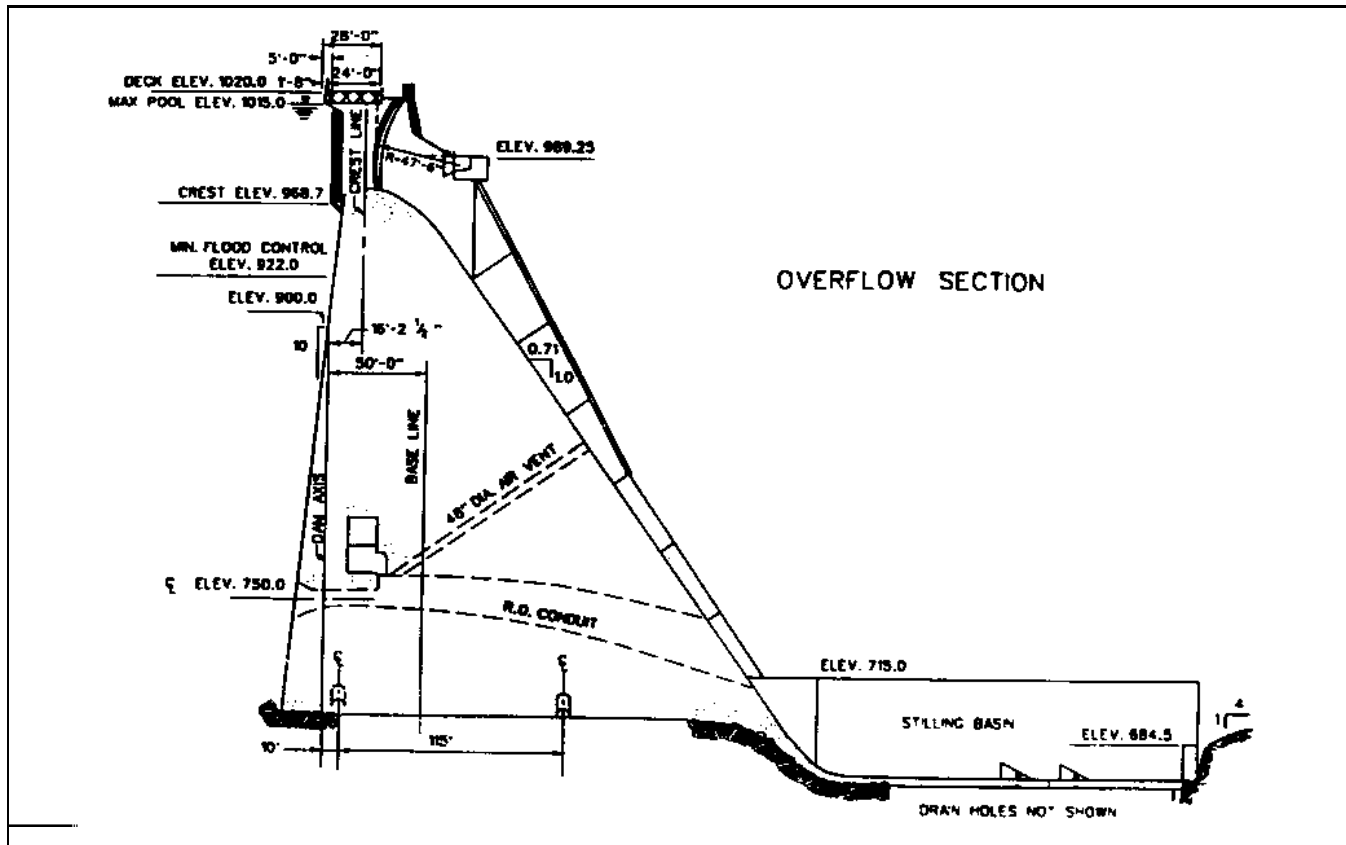 28'-0"
5'-0"
24'-0"
DECK ELEV. 1020.0 1'-8"
MAX POOL ELEV. 1015.0
CREST LINE
R-47'-6"
ELEV. 989.25
CREST ELEV. 968.7
MIN. FLOOD CONTROL
ELEV. 922.0
OVERFLOW SECTION
ELEV. 900.0
16'-2 1/4"
10
0.71
1.0
50'-0"
BASE LINE
DAM AXIS
48" DIA. AIR VENT
℄ ELEV. 750.0
R.O. CONDUIT
℄
℄
ELEV. 715.0
STILLING BASIN
4
1
ELEV. 684.5
10'
115'
DRAIN HOLES NOT SHOWN